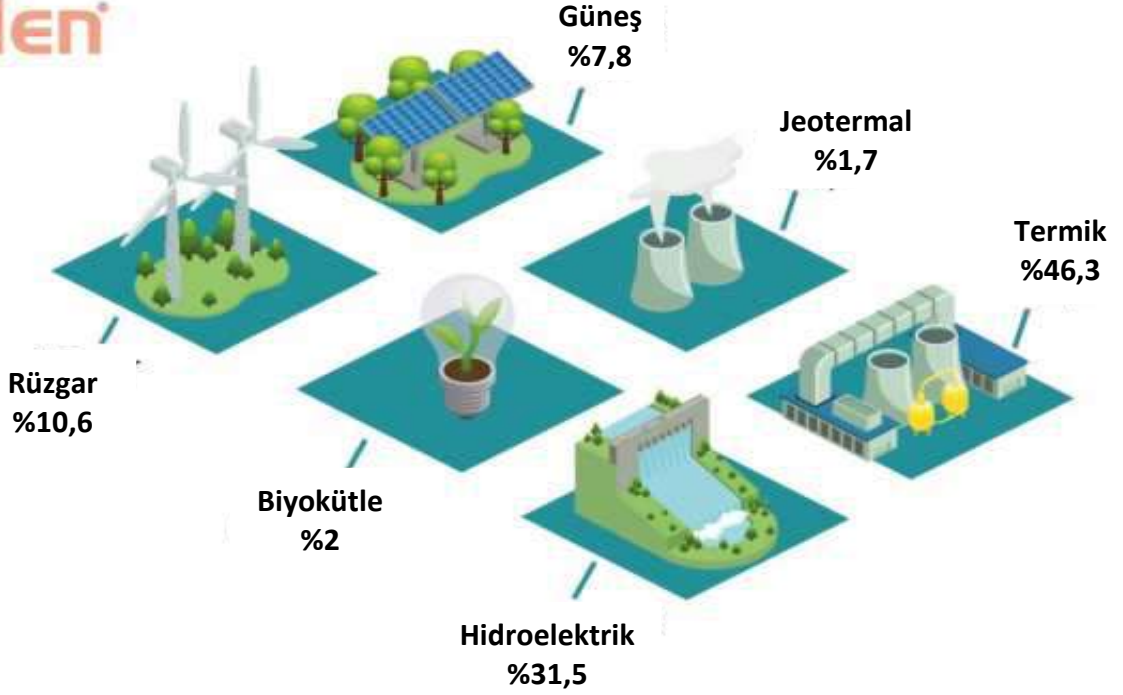 Güneş
%7,8
Jeotermal
%1,7
Termik
%46,3
Rüzgar
%10,6
Biyokütle
%2
Hidroelektrik
%31,5